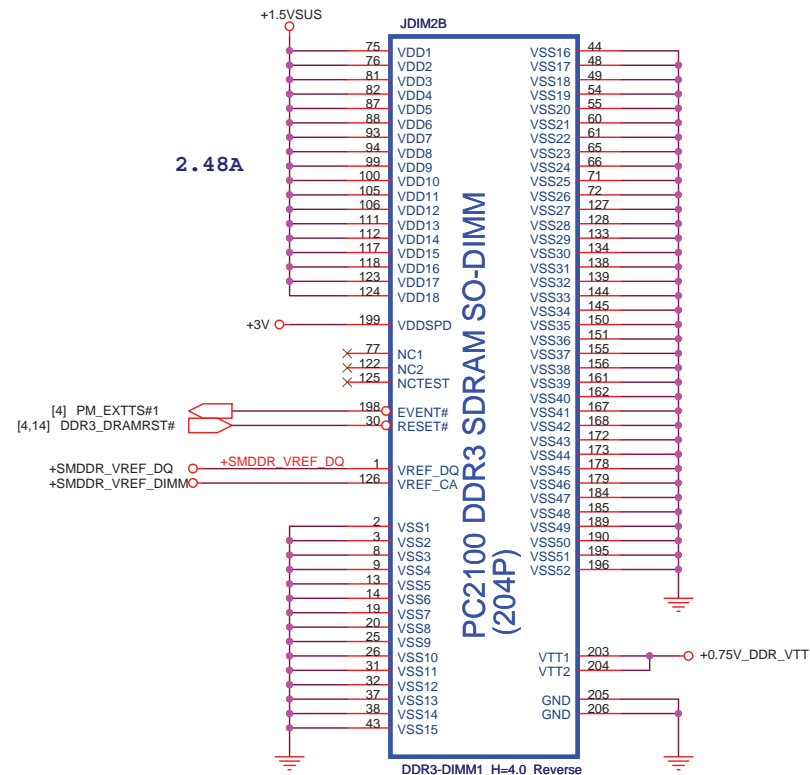 +1.5VSUS
JDIM2B
75 VDD1
76 VDD2
81 VDD3
82 VDD4
87 VDD5
88 VDD6
93 VDD7
94 VDD8
99 VDD9
100 VDD10
105 VDD11
106 VDD12
111 VDD13
112 VDD14
117 VDD15
118 VDD16
123 VDD17
124 VDD18
2.48A
+3V 199 VDDSPD
77 NC1
122 NC2
125 NCTEST
[4] PM_EXTTS#1 198 EVENT#
[4,14] DDR3_DRAMRST# 30 RESET#
+SMDDR_VREF_DQ +SMDDR_VREF_DQ 1 VREF_DQ
+SMDDR_VREF_DIMM 126 VREF_CA
2 VSS1
3 VSS2
8 VSS3
9 VSS4
13 VSS5
14 VSS6
19 VSS7
20 VSS8
25 VSS9
26 VSS10
31 VSS11
32 VSS12
37 VSS13
38 VSS14
43 VSS15
PC2100 DDR3 SDRAM SO-DIMM
(204P)
VSS16 44
VSS17 48
VSS18 49
VSS19 54
VSS20 55
VSS21 60
VSS22 61
VSS23 65
VSS24 66
VSS25 71
VSS26 72
VSS27 127
VSS28 128
VSS29 133
VSS30 134
VSS31 138
VSS32 139
VSS33 144
VSS34 145
VSS35 150
VSS36 151
VSS37 155
VSS38 156
VSS39 161
VSS40 162
VSS41 167
VSS42 168
VSS43 172
VSS44 173
VSS45 178
VSS46 179
VSS47 184
VSS48 185
VSS49 189
VSS50 190
VSS51 195
VSS52 196
VTT1 203 +0.75V_DDR_VTT
VTT2 204
GND 205
GND 206
DDR3-DIMM1_H=4.0_Reverse